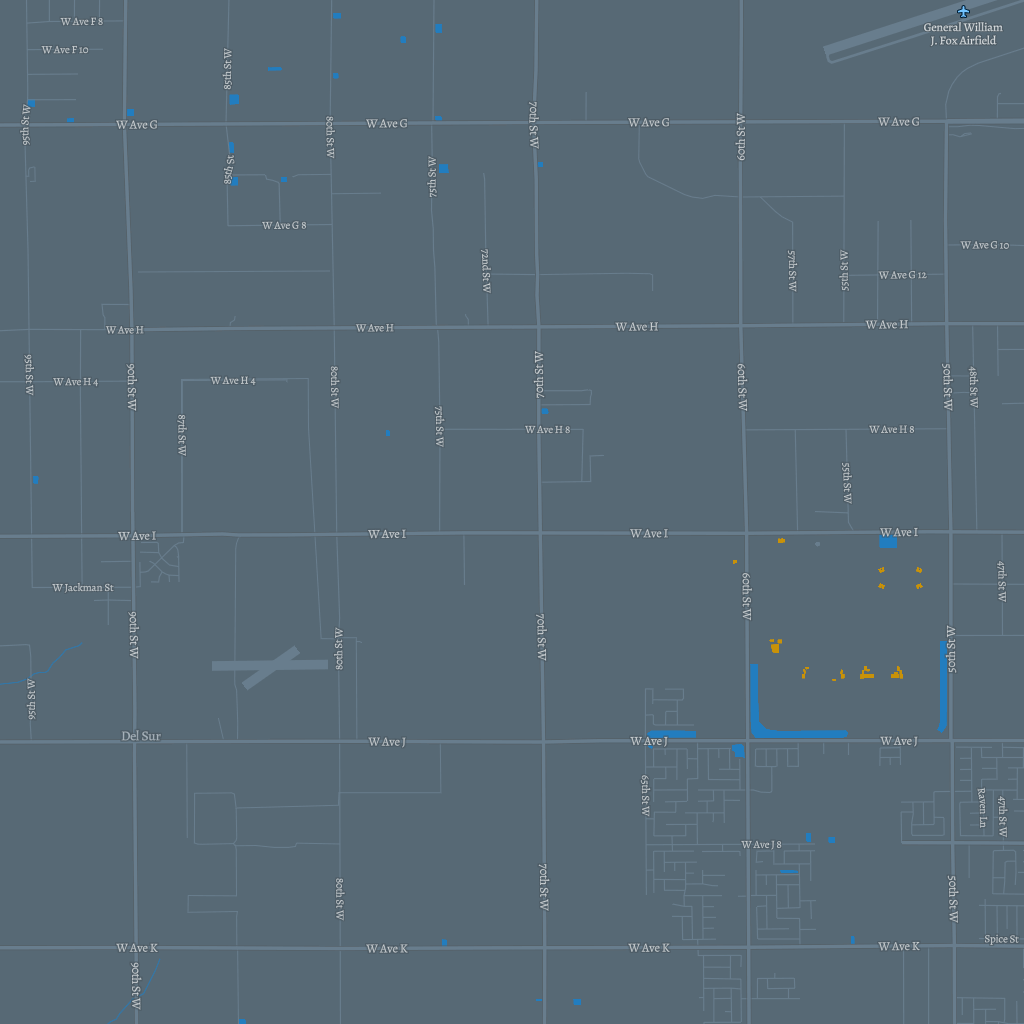 W Ave F 8
General William
J. Fox Airfield
W Ave F 10
85th St W
95th St W
W Ave G
80th St W
W Ave G
70th St W
W Ave G
60th St W
W Ave G
85th St
75th St W
W Ave G 8
W Ave G 10
72nd St W
57th St W
55th St W
W Ave G 12
W Ave H
W Ave H
W Ave H
W Ave H
95th St W
W Ave H 4
90th St W
W Ave H 4
80th St W
70th St W
60th St W
50th St W
48th St W
87th St W
75th St W
W Ave H 8
W Ave H 8
55th St W
W Ave I
W Ave I
W Ave I
W Ave I
W Jackman St
60th St W
47th St W
90th St W
80th St W
70th St W
50th St W
95th St W
Del Sur
W Ave J
W Ave J
W Ave J
65th St W
Raven Ln
47th St W
W Ave J 8
80th St W
70th St W
50th St W
W Ave K
W Ave K
W Ave K
W Ave K
Spice St
90th St W